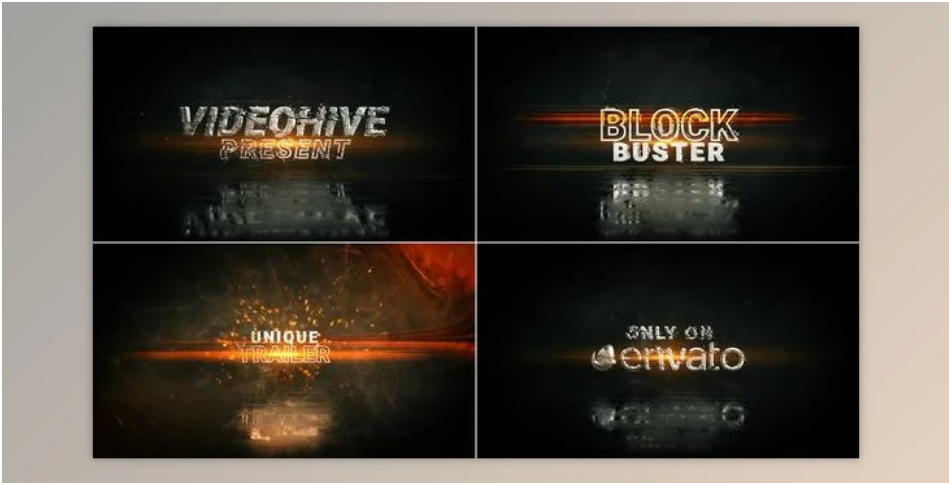 VIDEOHIVE
PRESENT
BLOCK
BUSTER
UNIQUE
TRAILER
ONLY ON
envato